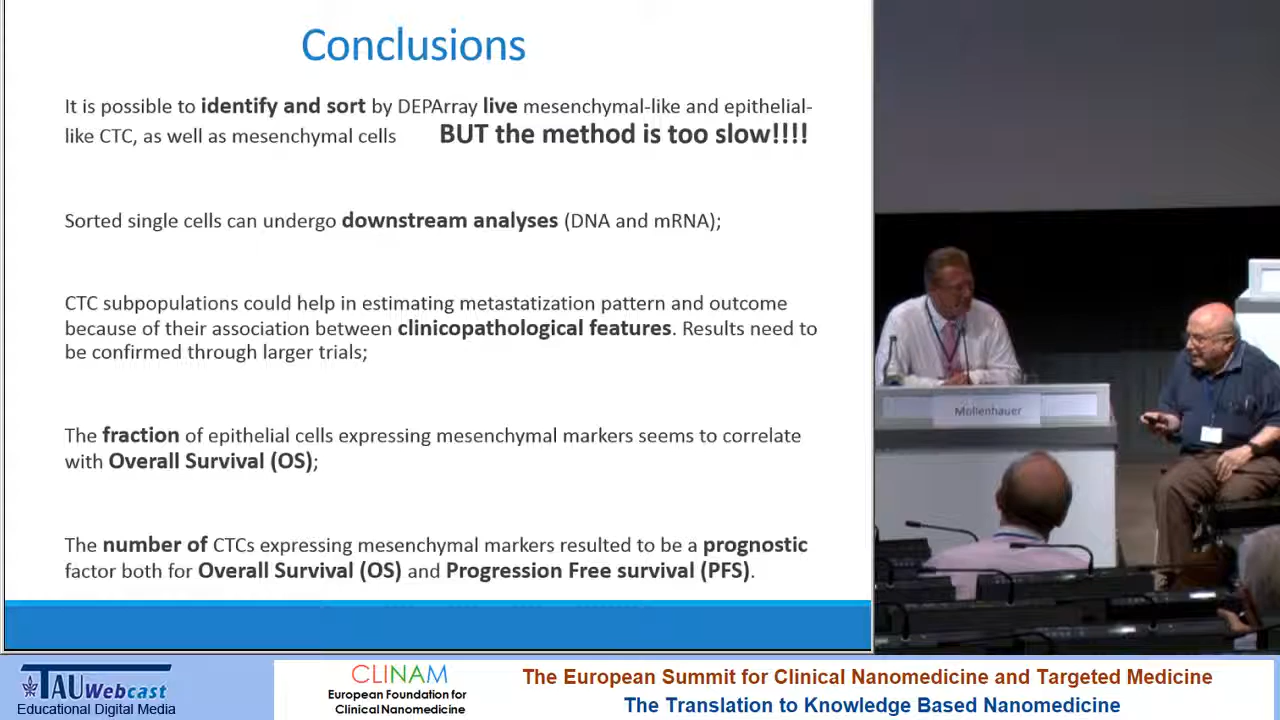 Conclusions
It is possible to identify and sort by DEPArray live mesenchymal-like and epithelial-
like CTC, as well as mesenchymal cells BUT the method is too slow!!!!
Sorted single cells can undergo downstream analyses (DNA and mRNA);
CTC subpopulations could help in estimating metastatization pattern and outcome
because of their association between clinicopathological features. Results need to
be confirmed through larger trials;
The fraction of epithelial cells expressing mesenchymal markers seems to correlate
with Overall Survival (OS);
The number of CTCs expressing mesenchymal markers resulted to be a prognostic
factor both for Overall Survival (OS) and Progression Free survival (PFS).
Mollenhauer
TAU Webcast
Educational Digital Media
CLINAM
European Foundation for
Clinical Nanomedicine
The European Summit for Clinical Nanomedicine and Targeted Medicine
The Translation to Knowledge Based Nanomedicine